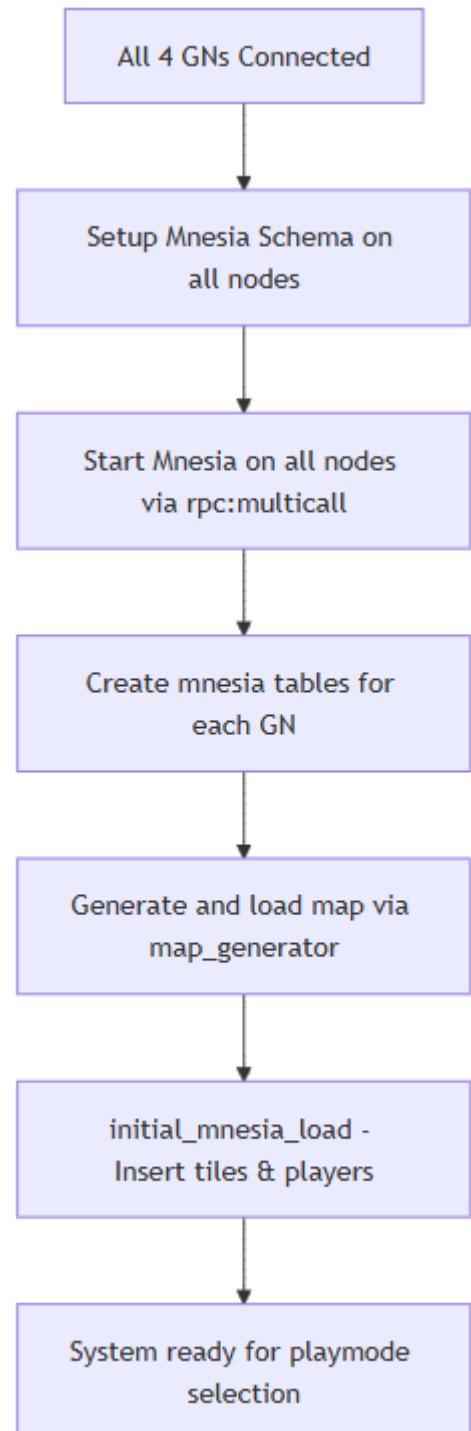 All 4 GNs Connected
Setup Mnesia Schema on
all nodes
Start Mnesia on all nodes
via rpc:multicall
Create mnesia tables for
each GN
Generate and load map via
map_generator
initial_mnesia_load -
Insert tiles & players
System ready for playmode
selection